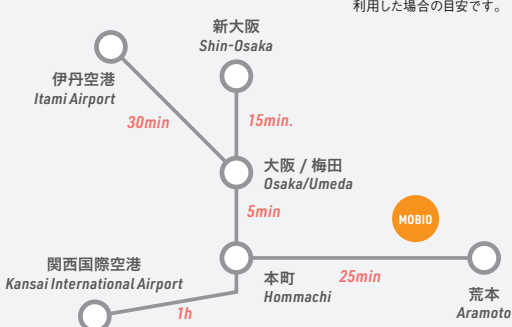 利用した場合の目安です。
新大阪
Shin-Osaka
伊丹空港
Itami Airport
30min
15min.
大阪 / 梅田
Osaka/Umeda
5min
MOBIO
関西国際空港
Kansai International Airport
本町
Hommachi
25min
荒本
Aramoto
1h